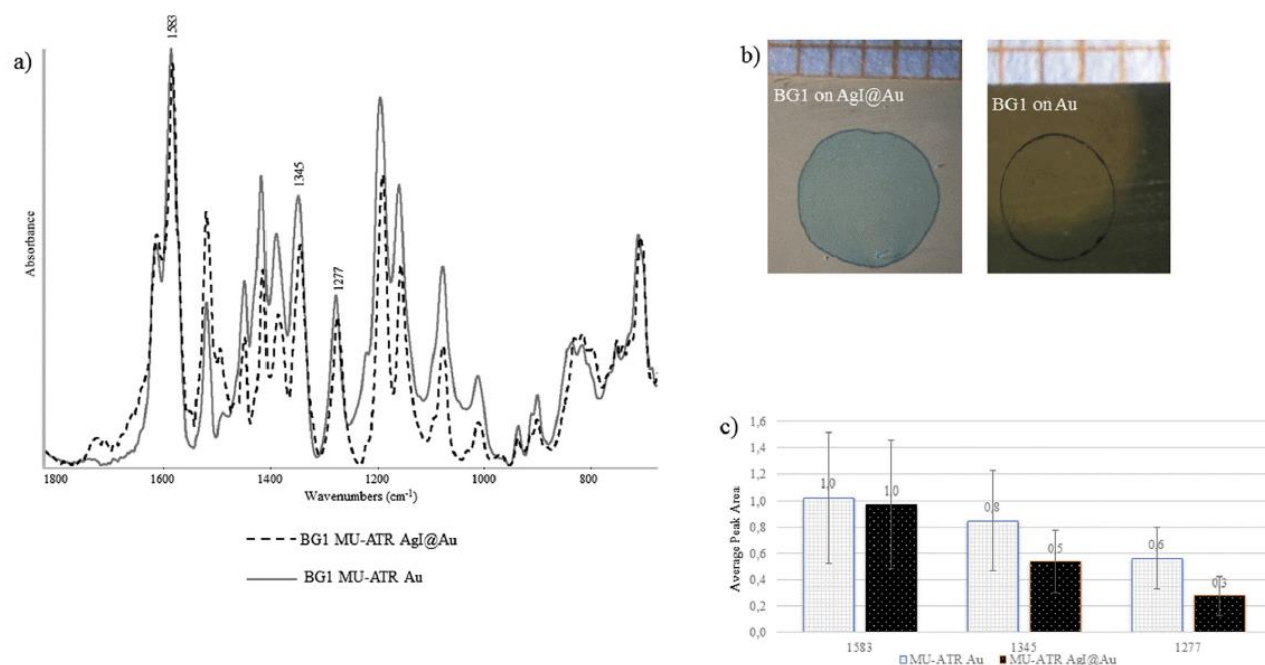 a)
1583
1345
1277
Absorbance
1800
1600
1400
1200
1000
800
Wavenumbers (cm⁻¹)
BG1 MU-ATR AgI@Au
BG1 MU-ATR Au
b)
BG1 on AgI@Au
BG1 on Au
c)
Average Peak Area
1,6
1,4
1,2
1,0
0,8
0,6
0,4
0,2
0,0
1,0
1,0
0,8
0,5
0,6
0,3
1583
1345
1277
MU-ATR Au
MU-ATR AgI@Au